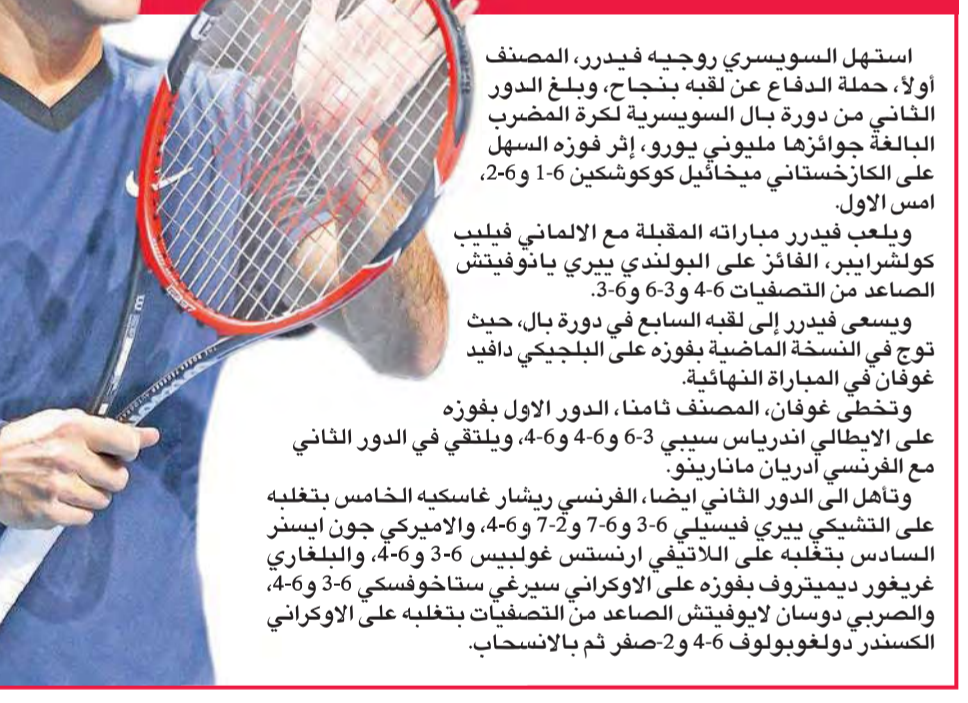 استهل السويسري روجيه فيدرر، المصنف
أولاً، حملة الدفاع عن لقبه بنجاح، وبلغ الدور
الثاني من دورة بال السويسرية لكرة المضرب
البالغة جوائزها مليوني يورو، إثر فوزه السهل
على الكازخستاني ميخائيل كوكوشكين 6-1 و6-2،
امس الاول.
ويلعب فيدرر مباراته المقبلة مع الالماني فيليب
كولشرايبر، الفائز على البولندي ييري يانوفيتش
الصاعد من التصفيات 6-4 و3-6 و6-3.
ويسعى فيدرر إلى لقبه السابع في دورة بال، حيث
توج في النسخة الماضية بفوزه على البلجيكي دافيد
غوفان في المباراة النهائية.
وتخطى غوفان، المصنف ثامنا، الدور الاول بفوزه
على الايطالي اندرياس سيبي 3-6 و6-4 و6-4، ويلتقي في الدور الثاني
مع الفرنسي ادريان مانارينو.
وتأهل الى الدور الثاني ايضا، الفرنسي ريشار غاسكيه الخامس بتغلبه
على التشيكي ييري فيسيلي 6-3 و6-7 و2-7 و6-4، والاميركي جون ايسنر
السادس بتغلبه على اللاتيفي ارنستس غولبيس 6-3 و6-4، والبلغاري
غريغور ديميتروف بفوزه على الاوكراني سيرغي ستاخوفسكي 6-3 و6-4،
والصربي دوسان لايوفيتش الصاعد من التصفيات بتغلبه على الاوكراني
الكسندر دولغوبولوف 6-4 و2-صفر ثم بالانسحاب.